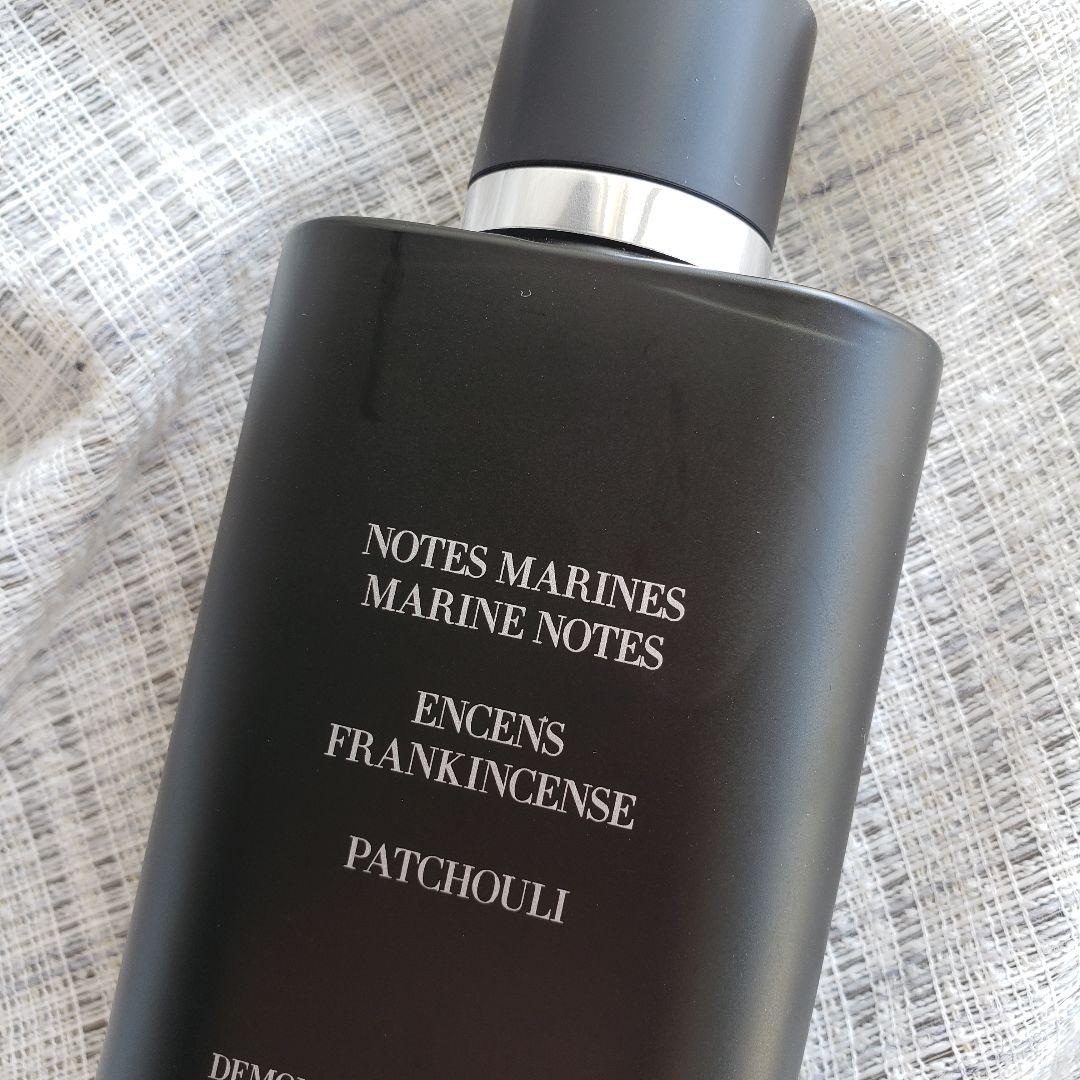 NOTES MARINES
MARINE NOTES
ENCENS
FRANKINCENSE
PATCHOULI